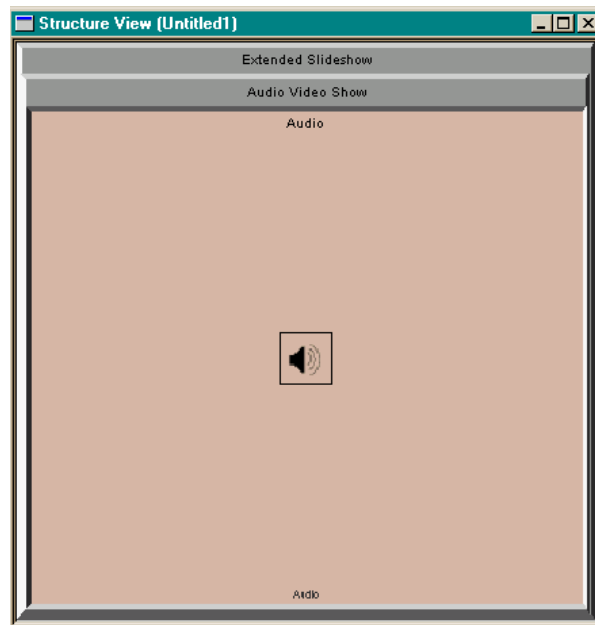 Structure View (Untitled1)
Extended Slideshow
Audio Video Show
Audio
Audio